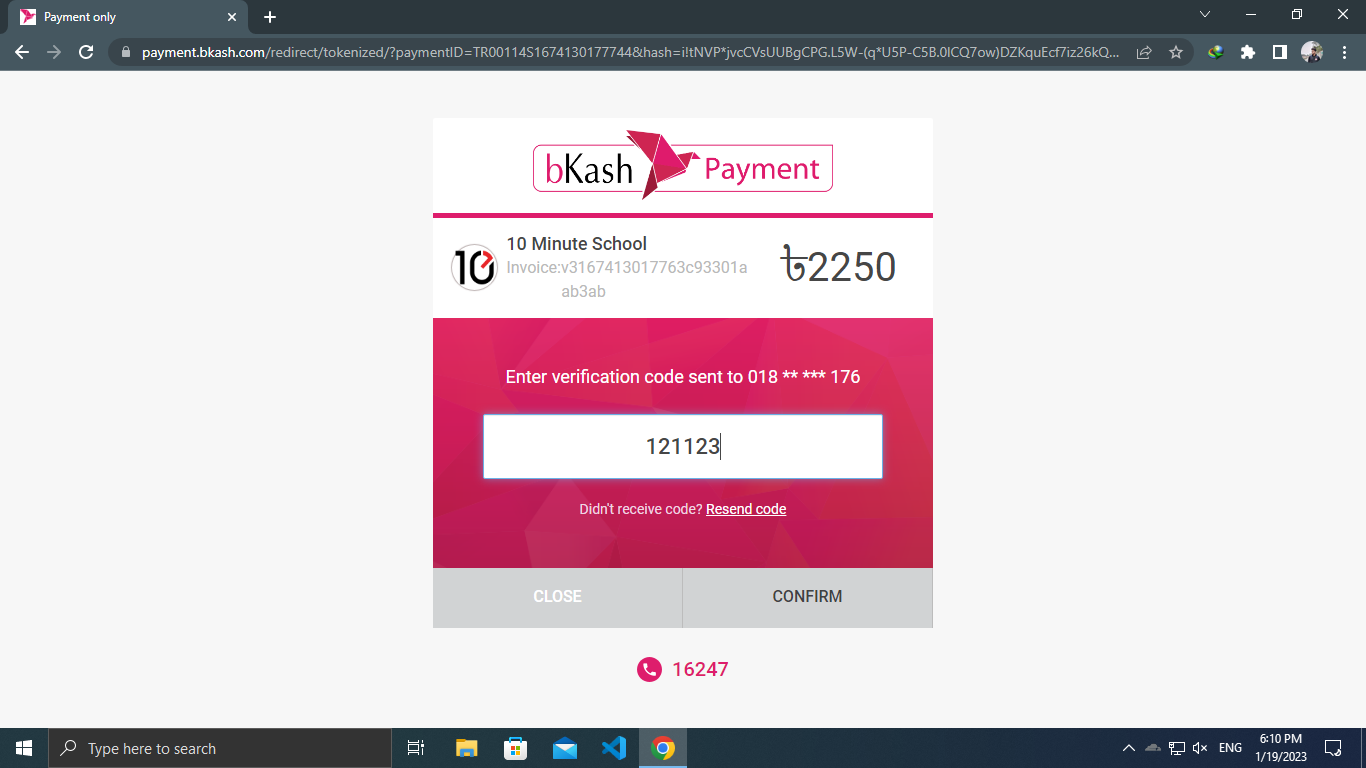 Payment only
payment.bkash.com/redirect/tokenized/?paymentID=TR00114S1674130177744&hash=i!tNVP*jvcCVsUUBgCPG.L5W-(q*U5P-C5B.0lCQ7ow)DZKquEcf7iz26kQ...
bKash Payment
10 Minute School
Invoice:v3167413017763c93301a
ab3ab
৳2250
Enter verification code sent to 018 ** *** 176
121123
Didn't receive code? Resend code
CLOSE
CONFIRM
16247
Type here to search
ENG
6:10 PM
1/19/2023